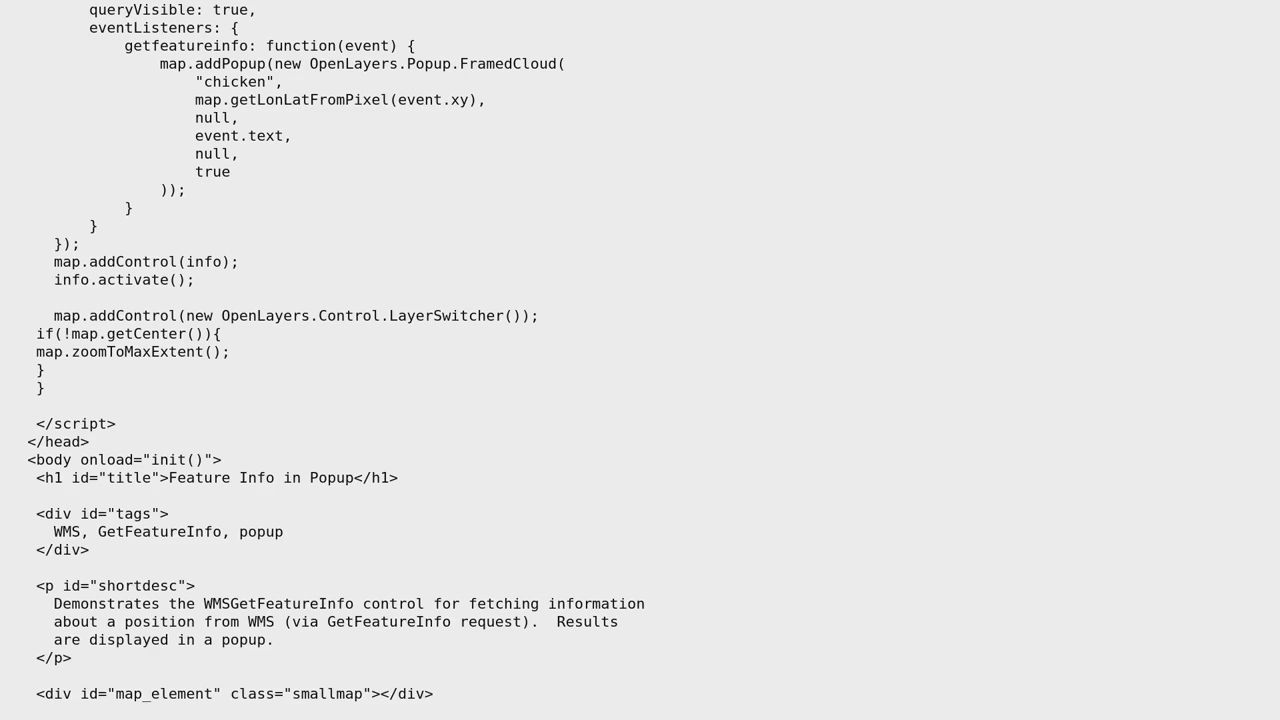 queryVisible: true,
eventListeners: {
getfeatureinfo: function(event) {
map.addPopup(new OpenLayers.Popup.FramedCloud(
"chicken",
map.getLonLatFromPixel(event.xy),
null,
event.text,
null,
true
));
}
}
});
map.addControl(info);
info.activate();
map.addControl(new OpenLayers.Control.LayerSwitcher());
if(!map.getCenter()){
map.zoomToMaxExtent();
}
}
</script>
</head>
<body onload="init()">
<h1 id="title">Feature Info in Popup</h1>
<div id="tags">
WMS, GetFeatureInfo, popup
</div>
<p id="shortdesc">
Demonstrates the WMSGetFeatureInfo control for fetching information
about a position from WMS (via GetFeatureInfo request).  Results
are displayed in a popup.
</p>
<div id="map_element" class="smallmap"></div>